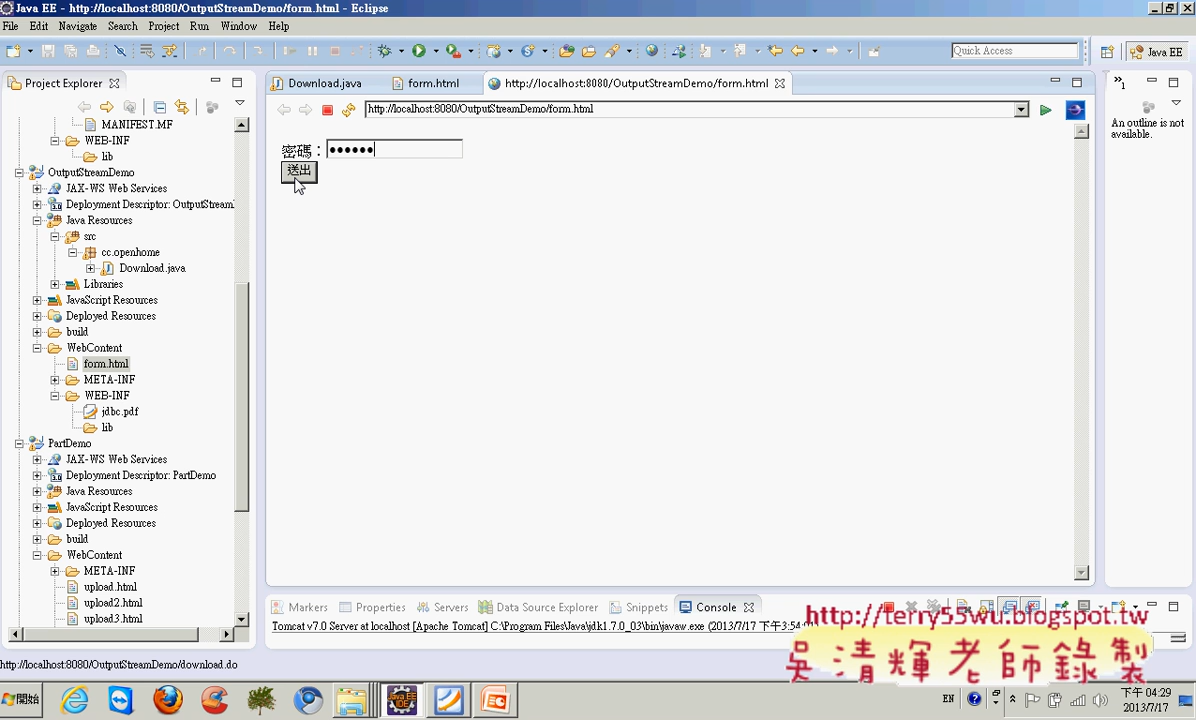 Java EE - http://localhost:8080/OutputStreamDemo/form.html - Eclipse
File Edit Navigate Search Project Run Window Help
Quick Access
Java EE
Project Explorer
MANIFEST.MF
WEB-INF
lib
OutputStreamDemo
JAX-WS Web Services
Deployment Descriptor: OutputStreamD
Java Resources
src
cc.openhome
Download.java
Libraries
JavaScript Resources
Deployed Resources
build
WebContent
form.html
META-INF
WEB-INF
jdbc.pdf
lib
PartDemo
JAX-WS Web Services
Deployment Descriptor: PartDemo
Java Resources
JavaScript Resources
Deployed Resources
build
WebContent
META-INF
upload.html
upload2.html
upload3.html
Download.java form.html http://localhost:8080/OutputStreamDemo/form.html
http://localhost:8080/OutputStreamDemo/form.html
密碼：••••••
送出
1
An outline is not
available.
Markers Properties Servers Data Source Explorer Snippets Console
Tomcat v7.0 Server at localhost [Apache Tomcat] C:\Program Files\Java\jdk1.7.0_03\bin\javaw.exe (2013/7/17 下午3:54:
http://terry55wu.blogspot.tw
吳清輝老師錄製
http://localhost:8080/OutputStreamDemo/download.do
開始
Java EE
IDE
EN
下午 04:29
2013/7/17